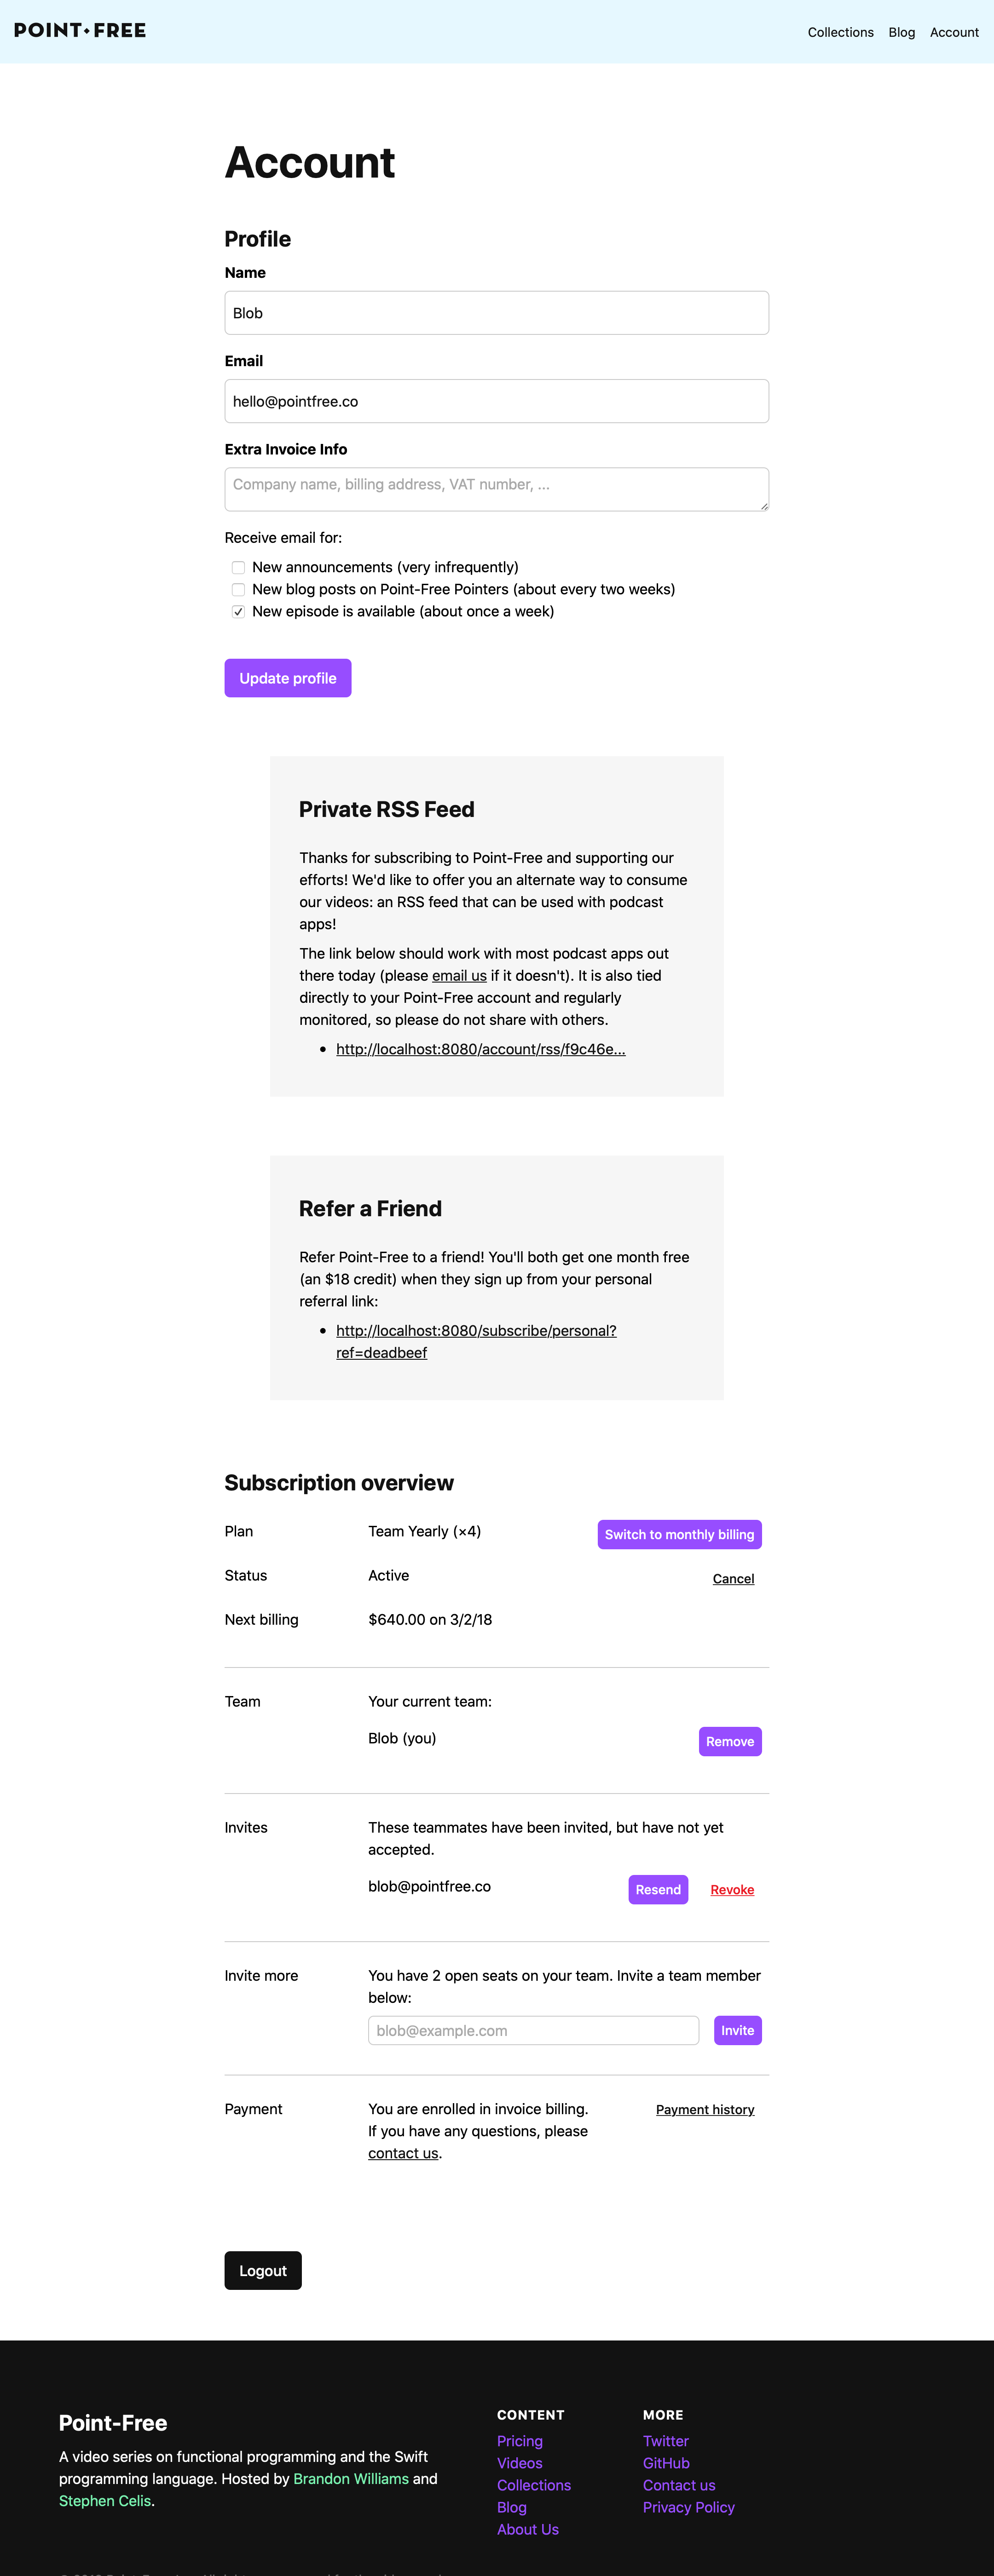 POINT·FREE
Collections Blog Account
Account
Profile
Name
Blob
Email
hello@pointfree.co
Extra Invoice Info
Company name, billing address, VAT number, ...
Receive email for:
New announcements (very infrequently)
New blog posts on Point-Free Pointers (about every two weeks)
New episode is available (about once a week)
Update profile
Private RSS Feed
Thanks for subscribing to Point-Free and supporting our
efforts! We'd like to offer you an alternate way to consume
our videos: an RSS feed that can be used with podcast
apps!
The link below should work with most podcast apps out
there today (please email us if it doesn't). It is also tied
directly to your Point-Free account and regularly
monitored, so please do not share with others.
http://localhost:8080/account/rss/f9c46e...
Refer a Friend
Refer Point-Free to a friend! You'll both get one month free
(an $18 credit) when they sign up from your personal
referral link:
http://localhost:8080/subscribe/personal?
ref=deadbeef
Subscription overview
Plan Team Yearly (×4) Switch to monthly billing
Status Active Cancel
Next billing $640.00 on 3/2/18
Team Your current team:
Blob (you) Remove
Invites These teammates have been invited, but have not yet
accepted.
blob@pointfree.co Resend Revoke
Invite more You have 2 open seats on your team. Invite a team member
below:
blob@example.com Invite
Payment You are enrolled in invoice billing. Payment history
If you have any questions, please
contact us.
Logout
Point-Free
A video series on functional programming and the Swift
programming language. Hosted by Brandon Williams and
Stephen Celis.
CONTENT
Pricing
Videos
Collections
Blog
About Us
MORE
Twitter
GitHub
Contact us
Privacy Policy